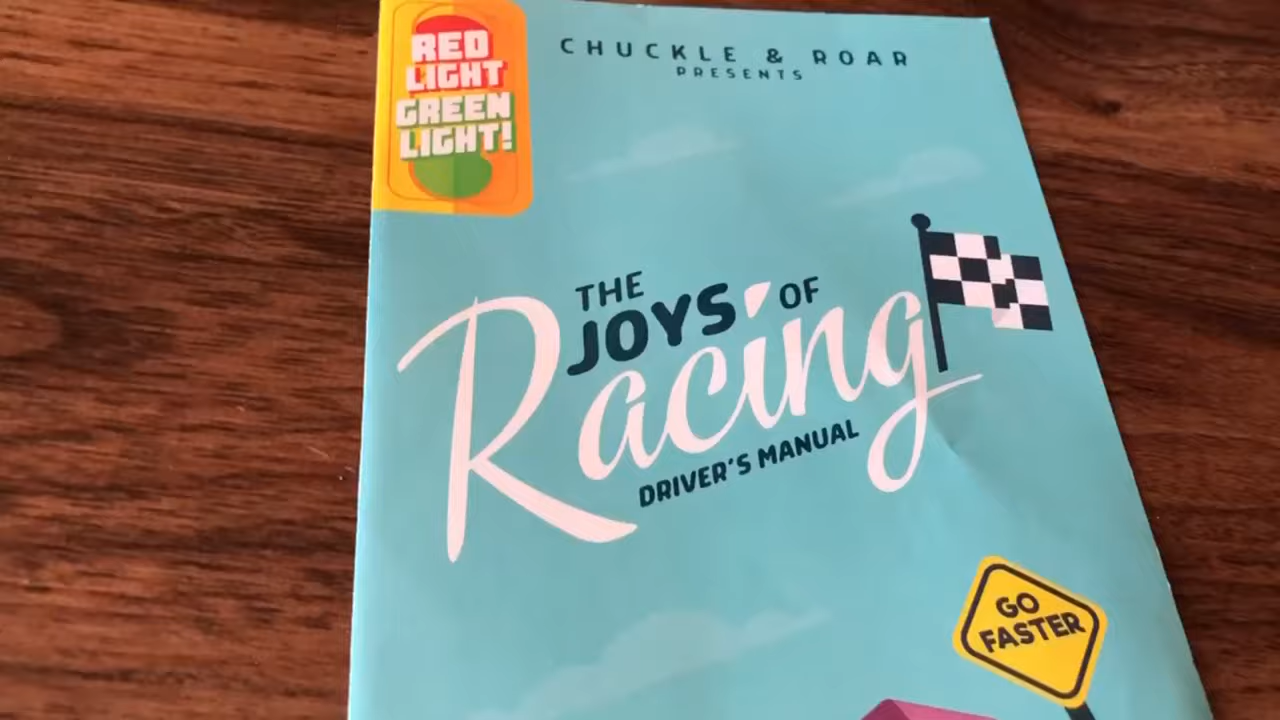 RED
LIGHT
GREEN
LIGHT!
CHUCKLE & ROAR
PRESENTS
THE
JOYS OF
Racing
DRIVER'S MANUAL
GO
FASTER